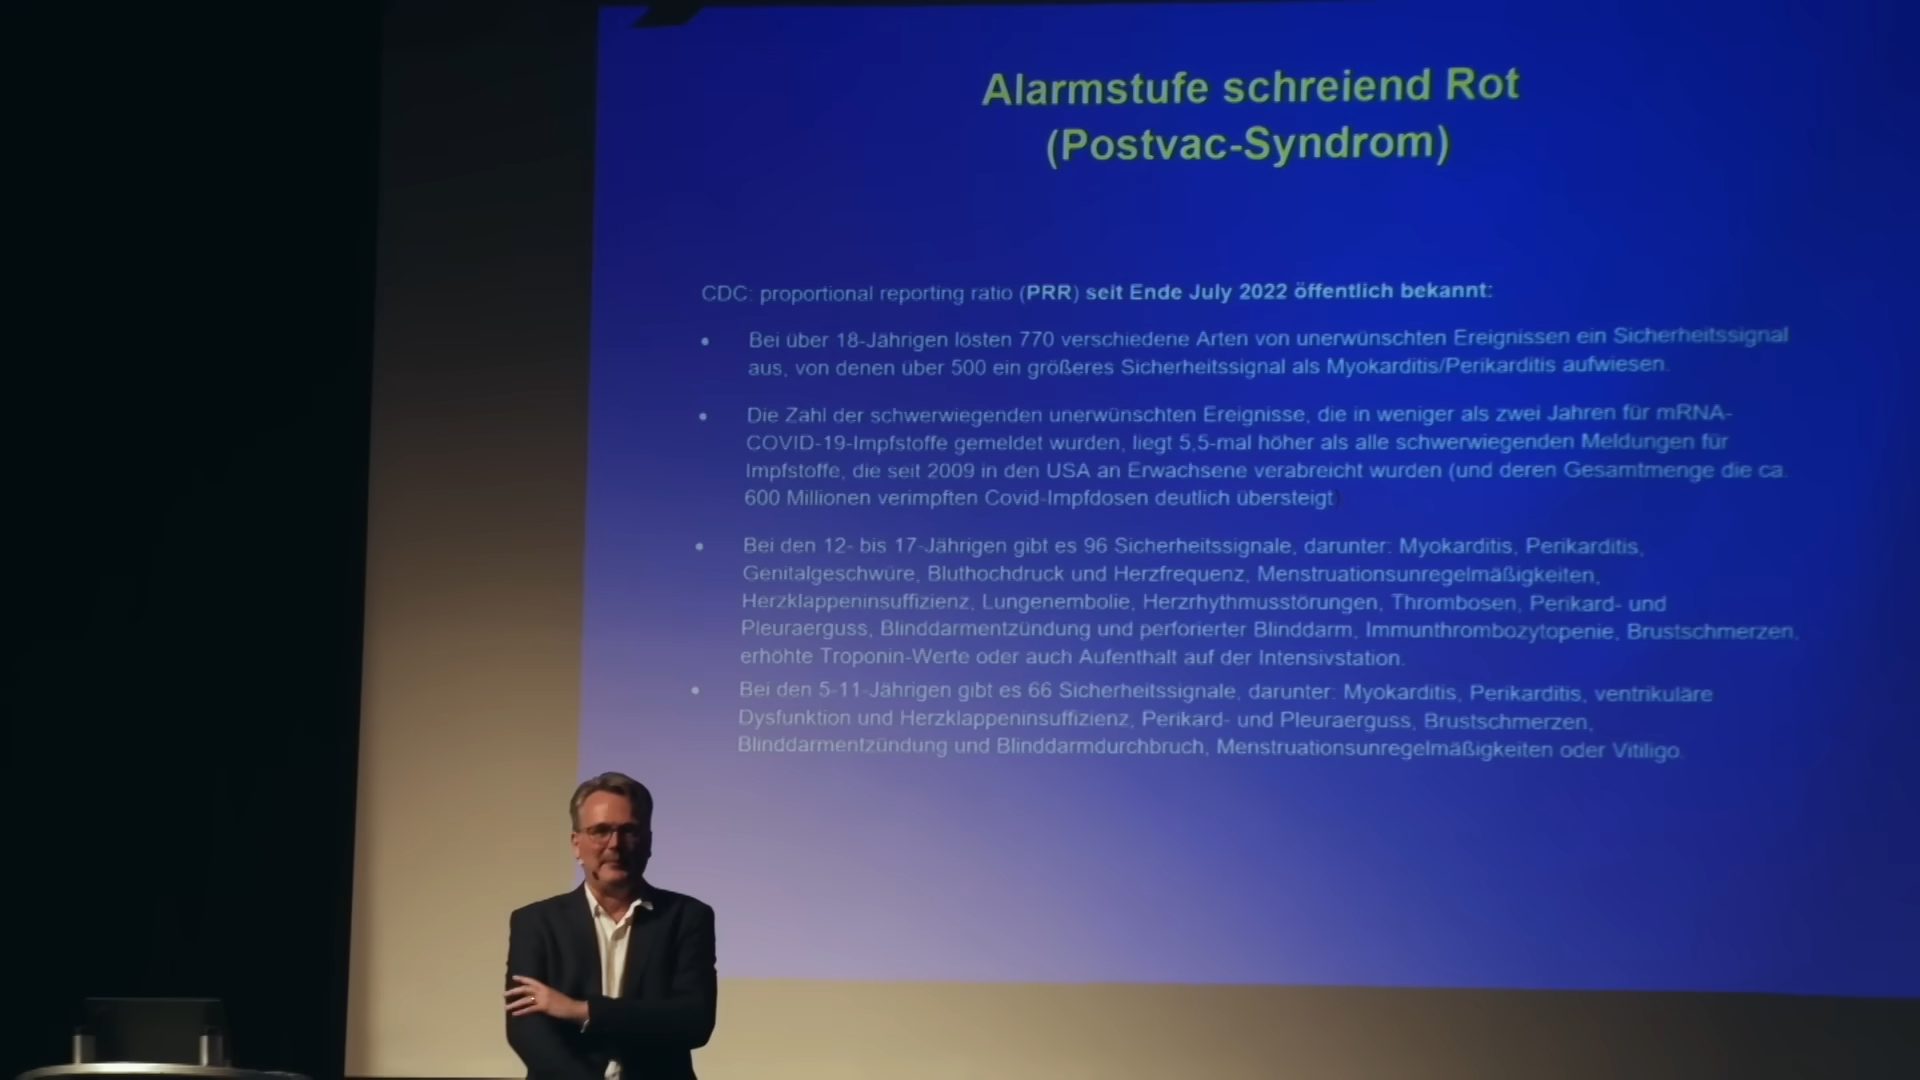 Alarmstufe schreiend Rot
(Postvac-Syndrom)
CDC: proportional reporting ratio (PRR) seit Ende July 2022 öffentlich bekannt:
• Bei über 18-Jährigen lösten 770 verschiedene Arten von unerwünschten Ereignissen ein Sicherheitssignal
aus, von denen über 500 ein größeres Sicherheitssignal als Myokarditis/Perikarditis aufwiesen.
• Die Zahl der schwerwiegenden unerwünschten Ereignisse, die in weniger als zwei Jahren für mRNA-
COVID-19-Impfstoffe gemeldet wurden, liegt 5,5-mal höher als alle schwerwiegenden Meldungen für
Impfstoffe, die seit 2009 in den USA an Erwachsene verabreicht wurden (und deren Gesamtmenge die ca.
600 Millionen verimpften Covid-Impfdosen deutlich übersteigt)
• Bei den 12- bis 17-Jährigen gibt es 96 Sicherheitssignale, darunter: Myokarditis, Perikarditis,
Genitalgeschwüre, Bluthochdruck und Herzfrequenz, Menstruationsunregelmäßigkeiten,
Herzklappeninsuffizienz, Lungenembolie, Herzrhythmusstörungen, Thrombosen, Perikard- und
Pleuraerguss, Blinddarmentzündung und perforierter Blinddarm, Immunthrombozytopenie, Brustschmerzen,
erhöhte Troponin-Werte oder auch Aufenthalt auf der Intensivstation.
• Bei den 5-11-Jährigen gibt es 66 Sicherheitssignale, darunter: Myokarditis, Perikarditis, ventrikuläre
Dysfunktion und Herzklappeninsuffizienz, Perikard- und Pleuraerguss, Brustschmerzen,
Blinddarmentzündung und Blinddarmdurchbruch, Menstruationsunregelmäßigkeiten oder Vitiligo.